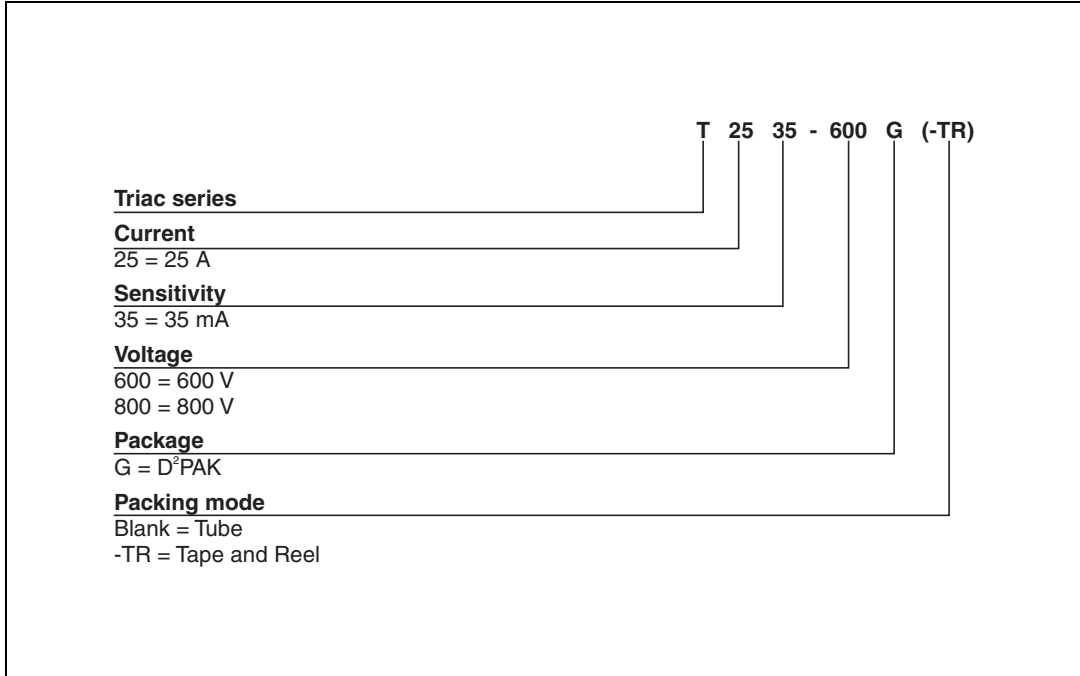 T 25 35 - 600 G (-TR)
Triac series
Current
25 = 25 A
Sensitivity
35 = 35 mA
Voltage
600 = 600 V
800 = 800 V
Package
G = D²PAK
Packing mode
Blank = Tube
-TR = Tape and Reel